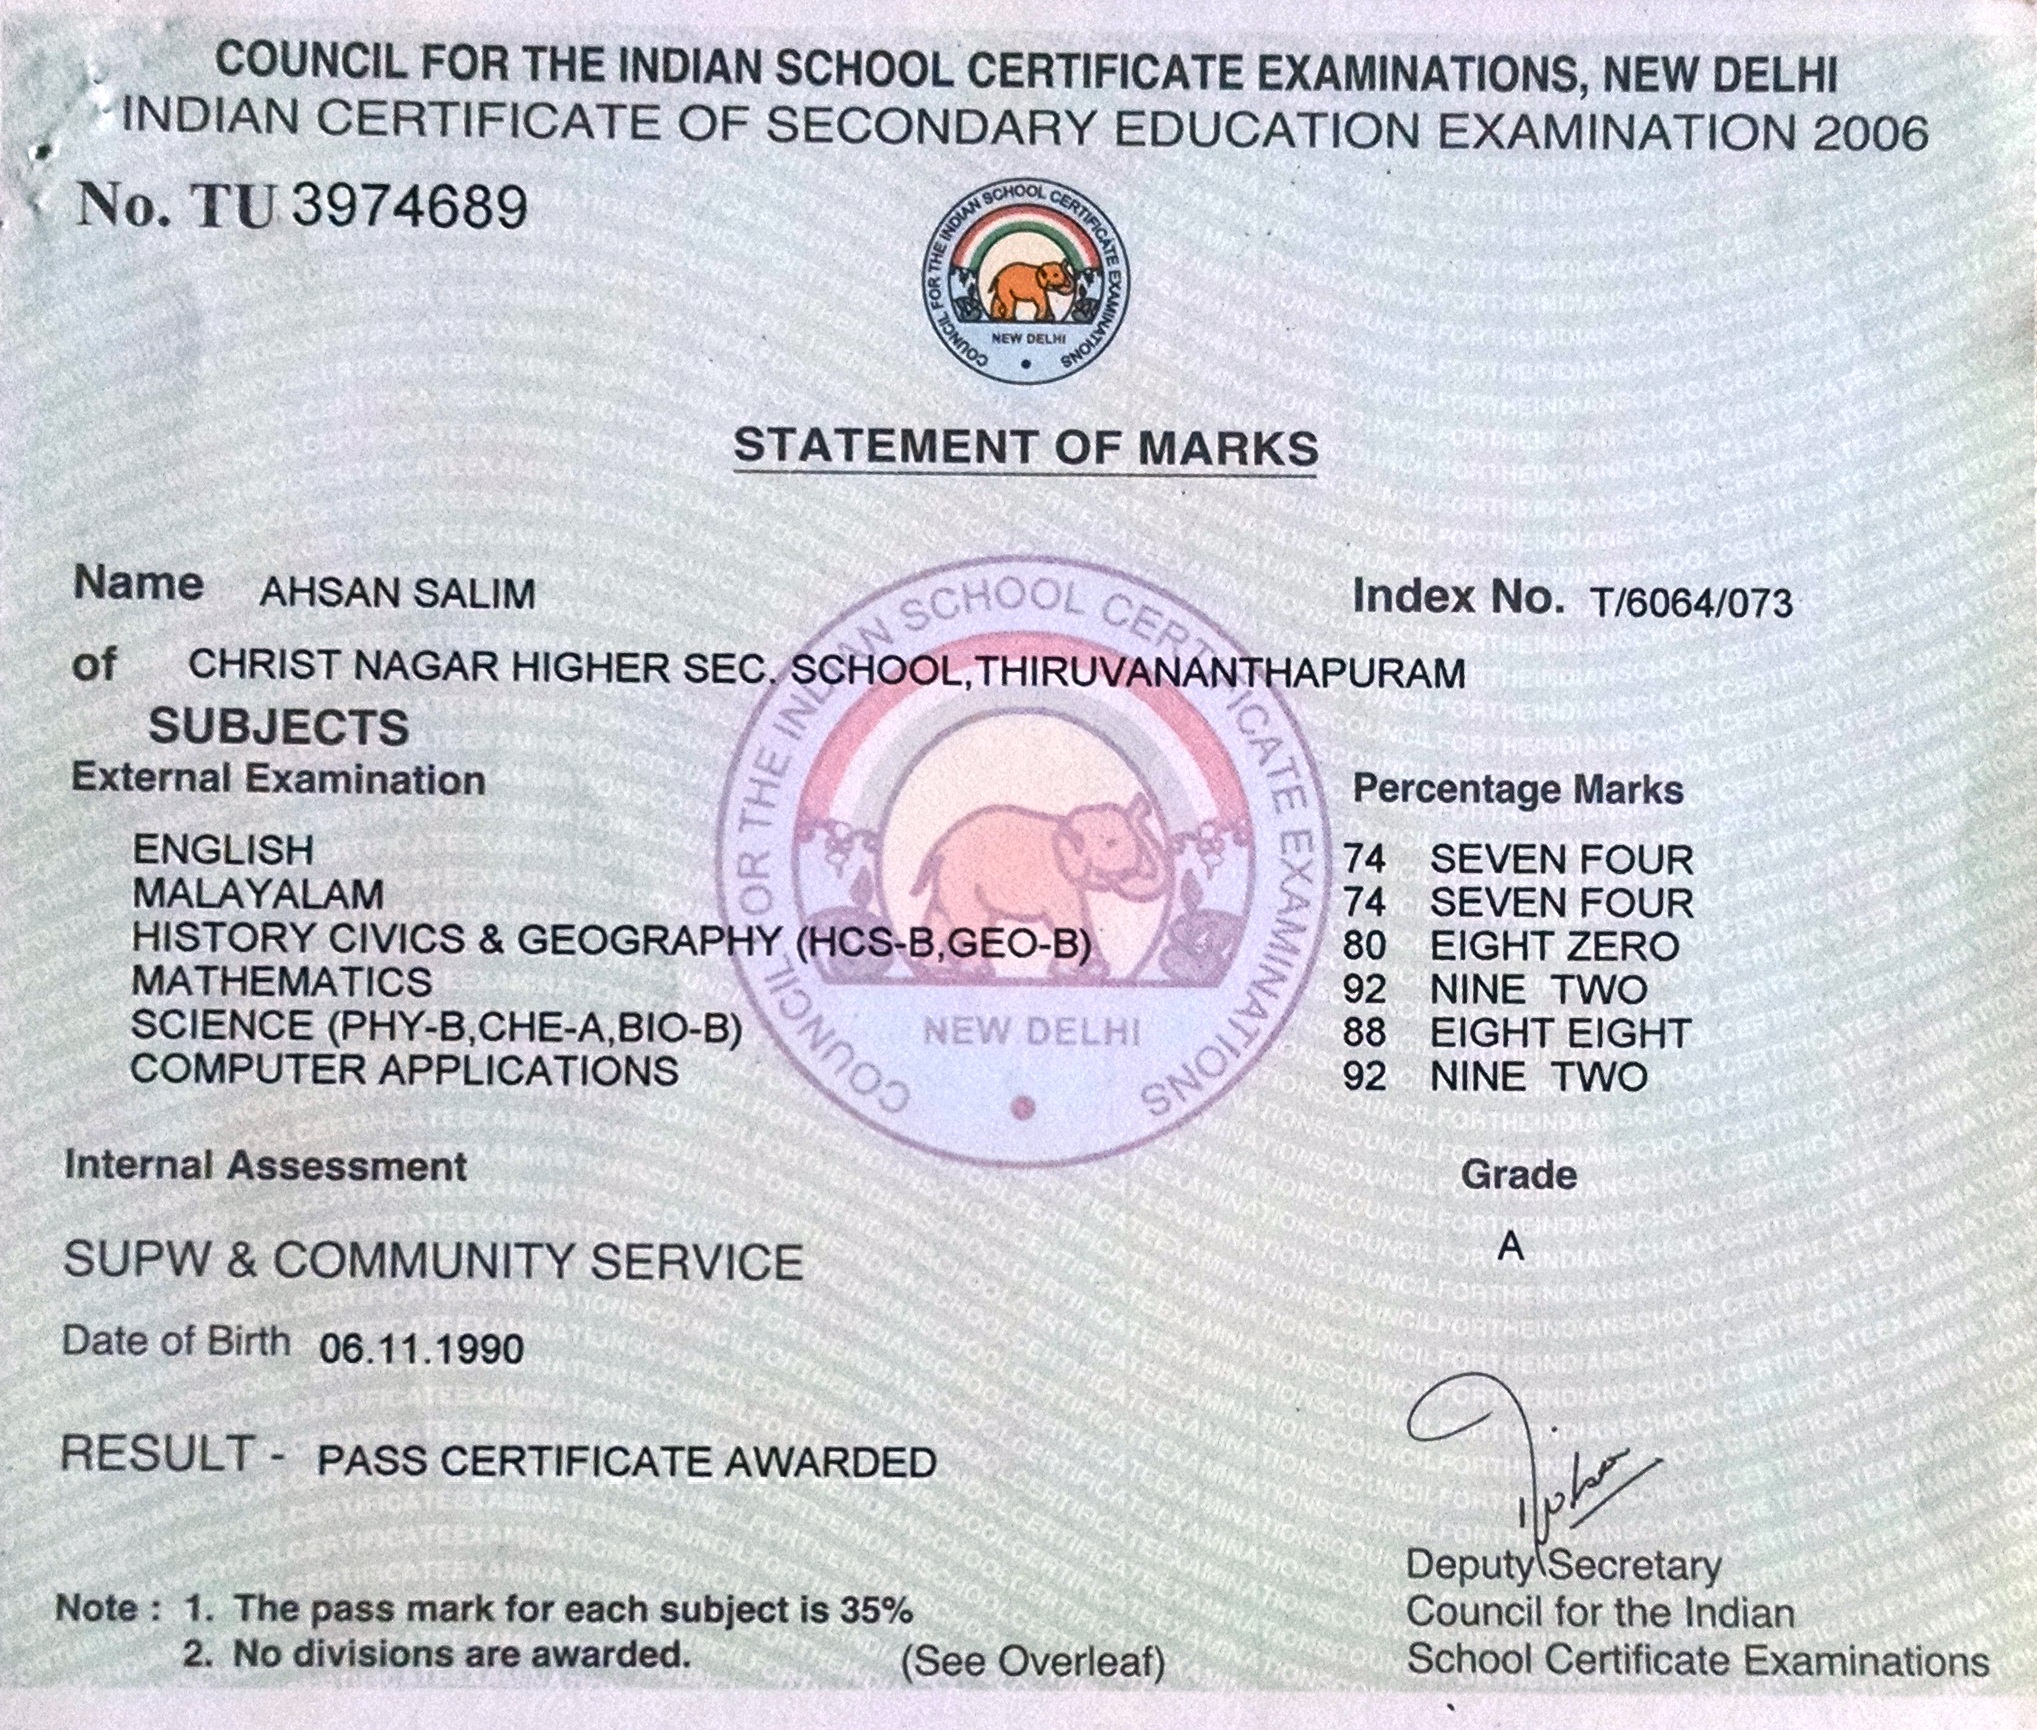 COUNCIL FOR THE INDIAN SCHOOL CERTIFICATE EXAMINATIONS, NEW DELHI
INDIAN CERTIFICATE OF SECONDARY EDUCATION EXAMINATION 2006
No. TU 3974689
COUNCIL FOR THE INDIAN SCHOOL CERTIFICATE EXAMINATIONS
NEW DELHI
STATEMENT OF MARKS
Name AHSAN SALIM Index No. T/6064/073
of CHRIST NAGAR HIGHER SEC. SCHOOL,THIRUVANANTHAPURAM
SUBJECTS
External Examination Percentage Marks
ENGLISH 74 SEVEN FOUR
MALAYALAM 74 SEVEN FOUR
HISTORY CIVICS & GEOGRAPHY (HCS-B,GEO-B) 80 EIGHT ZERO
MATHEMATICS 92 NINE TWO
SCIENCE (PHY-B,CHE-A,BIO-B) 88 EIGHT EIGHT
COMPUTER APPLICATIONS 92 NINE TWO
COUNCIL FOR THE INDIAN SCHOOL CERTIFICATE EXAMINATIONS
NEW DELHI
Internal Assessment Grade
SUPW & COMMUNITY SERVICE A
Date of Birth 06.11.1990
RESULT - PASS CERTIFICATE AWARDED
Deputy Secretary
Council for the Indian
School Certificate Examinations
Note : 1. The pass mark for each subject is 35%
2. No divisions are awarded. (See Overleaf)